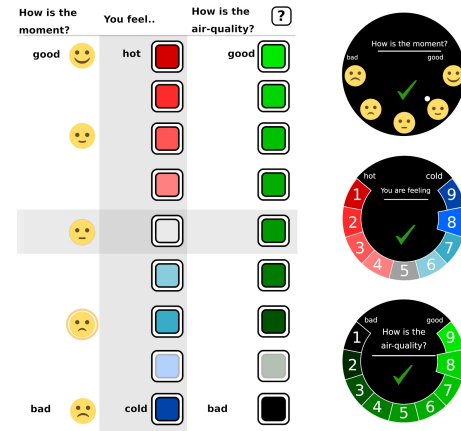 How is the
moment?
You feel..
How is the
air-quality?
?
good
hot
good
bad
cold
bad
How is the moment?
bad
good
hot
cold
You are feeling
1
2
3
4
5
6
7
8
9
bad
good
How is the
air-quality?
1
2
3
4
5
6
7
8
9